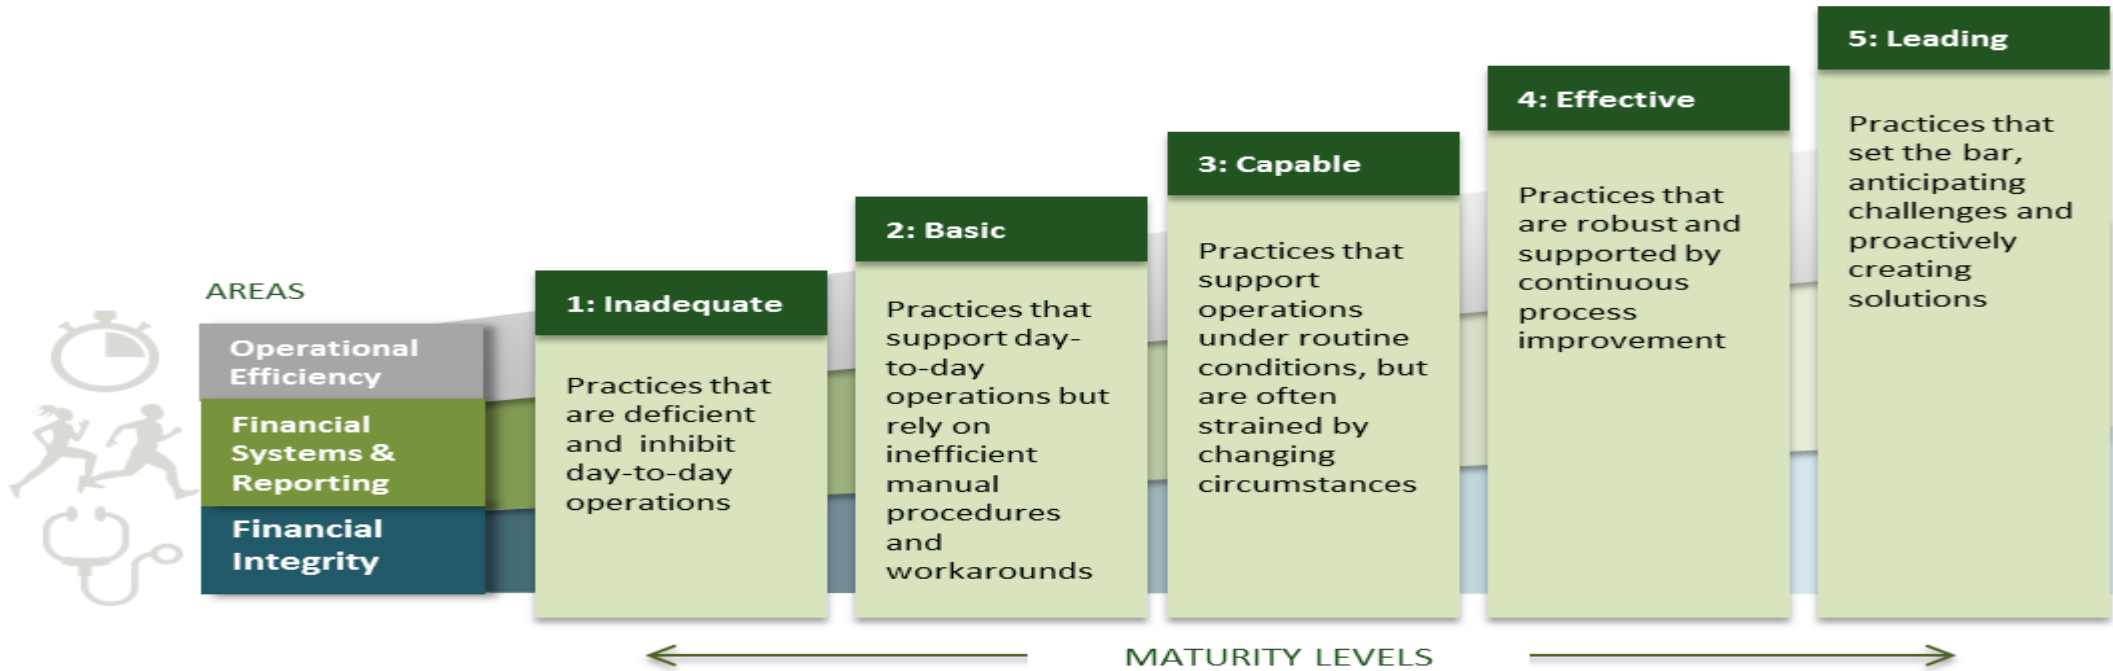 AREAS
Operational
Efficiency
Financial
Systems &
Reporting
Financial
Integrity
1: Inadequate
Practices that
are deficient
and inhibit
day-to-day
operations
2: Basic
Practices that
support day-
to-day
operations but
rely on
inefficient
manual
procedures
and
workarounds
3: Capable
Practices that
support
operations
under routine
conditions, but
are often
strained by
changing
circumstances
4: Effective
Practices that
are robust and
supported by
continuous
process
improvement
5: Leading
Practices that
set the bar,
anticipating
challenges and
proactively
creating
solutions
MATURITY LEVELS